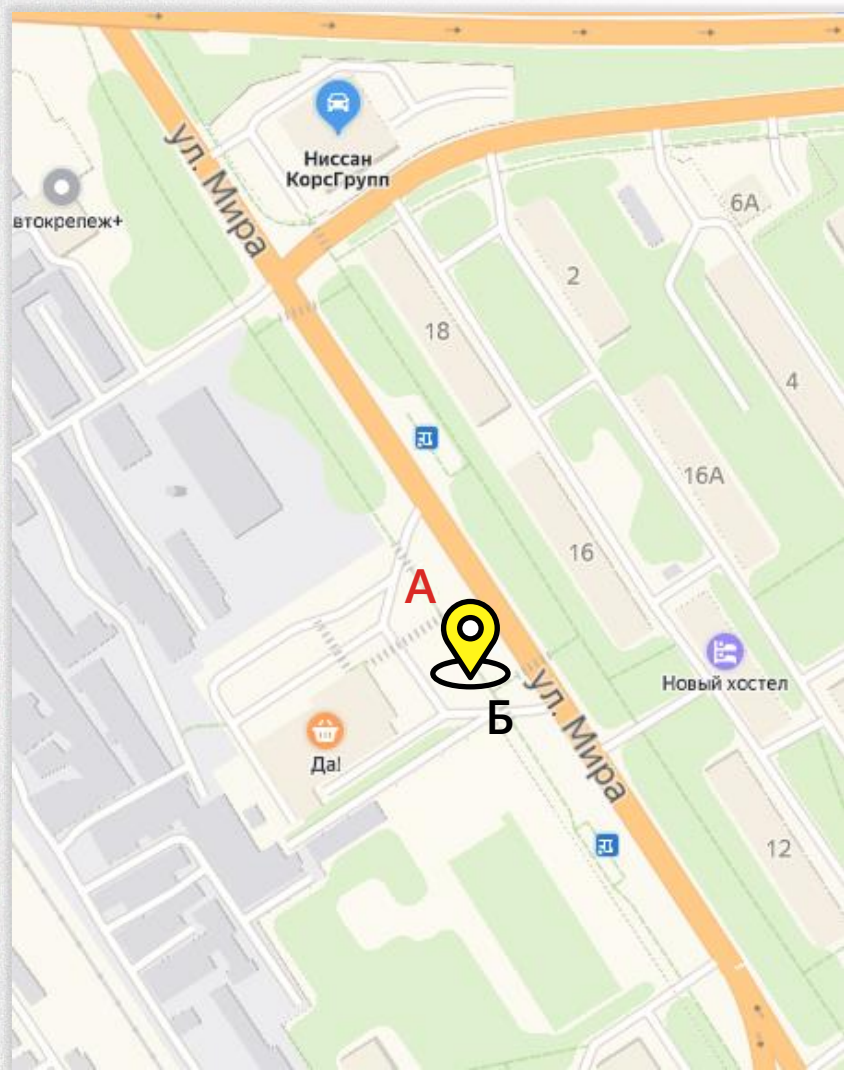 ул. Мира
Ниссан
КорсГрупп
втокрепеж+
6А
2
18
4
16А
16
А
Новый хостел
Б
ул. Мира
Да!
12